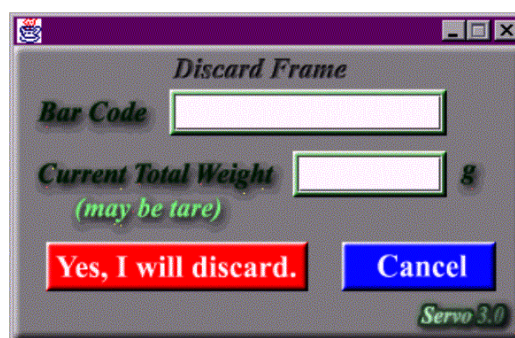 Discard Frame
Bar Code
Current Total Weight g
(may be tare)
Yes, I will discard. Cancel
Servo 3.0